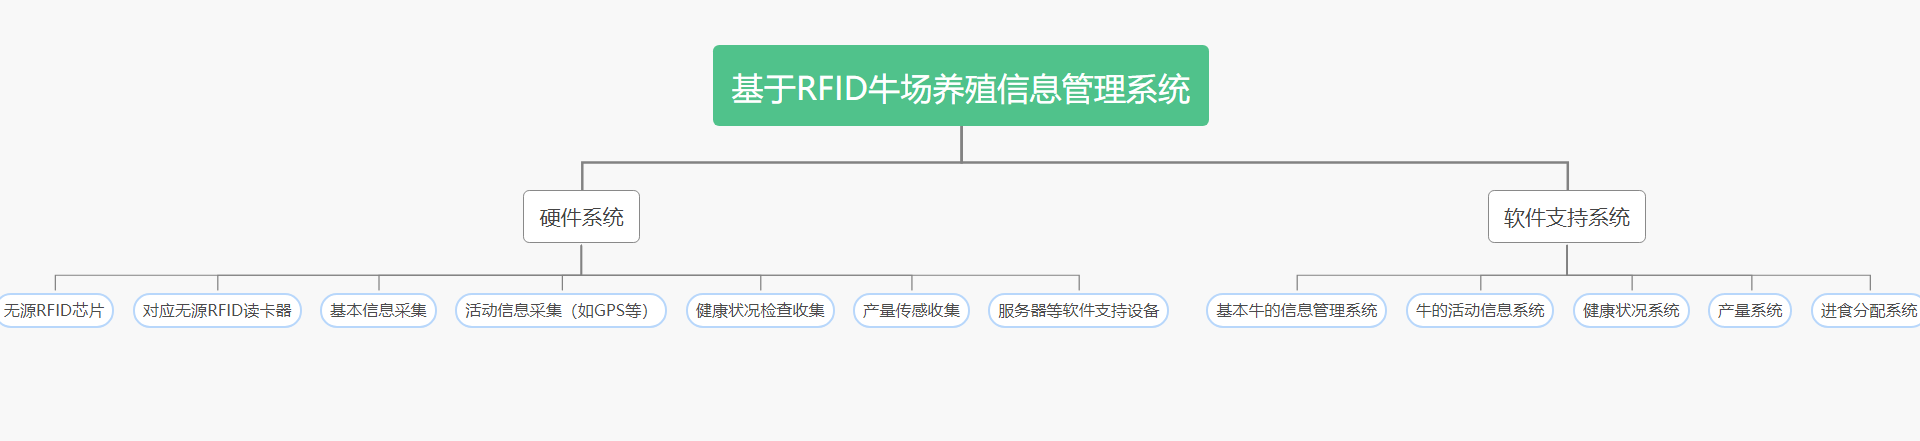 基于RFID牛场养殖信息管理系统
硬件系统
软件支持系统
无源RFID芯片
对应无源RFID读卡器
基本信息采集
活动信息采集（如GPS等）
健康状况检查收集
产量传感收集
服务器等软件支持设备
基本牛的信息管理系统
牛的活动信息系统
健康状况系统
产量系统
进食分配系统